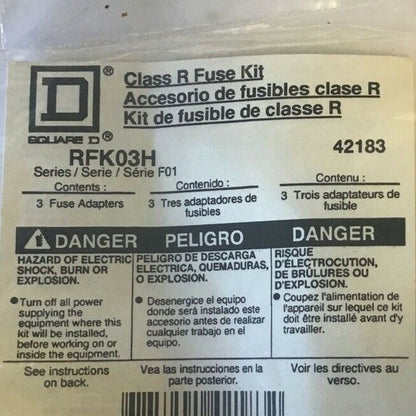 D®
SQUARE D®
Class R Fuse Kit
Accesorio de fusibles clase R
Kit de fusible de classe R
RFK03H
42183
Series / Serie / Série F01
Contents :
3 Fuse Adapters
Contenido :
3 Tres adaptadores de
fusibles
Contenu :
3 Trois adaptateurs de
fusible
DANGER
HAZARD OF ELECTRIC
SHOCK, BURN OR
EXPLOSION.
• Turn off all power
supplying the
equipment where this
kit will be installed,
before working on or
inside the equipment.
PELIGRO
PELIGRO DE DESCARGA
ELECTRICA, QUEMADURAS,
O EXPLOSION.
• Desenergice el equipo
donde será instalado este
accesorio antes de realizar
cualquier trabajo en el
equipo.
DANGER
RISQUE
D'ÉLECTROCUTION,
DE BRÛLURES OU
D'EXPLOSION.
• Coupez l'alimentation de
l'appareil sur lequel ce kit
doit être installé avant d'y
travailler.
See instructions
on back.
Vea las instrucciones en la
parte posterior.
Voir les directives au
verso.